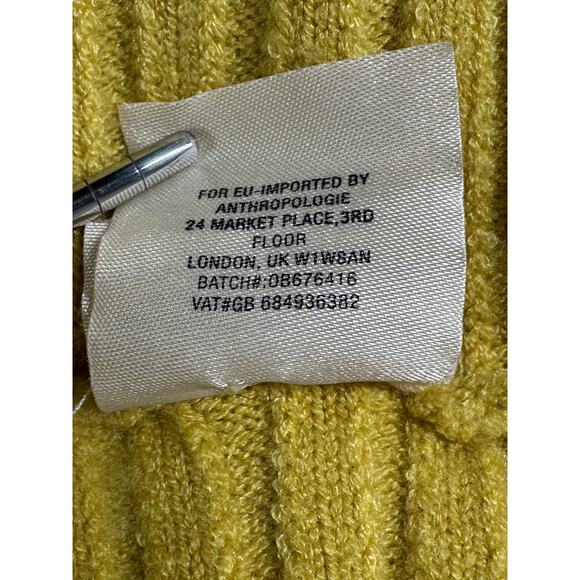 FOR EU-IMPORTED BY
ANTHROPOLOGIE
24 MARKET PLACE,3RD
FLOOR
LONDON, UK W1W8AN
BATCH#:0B676416
VAT#GB 684936382